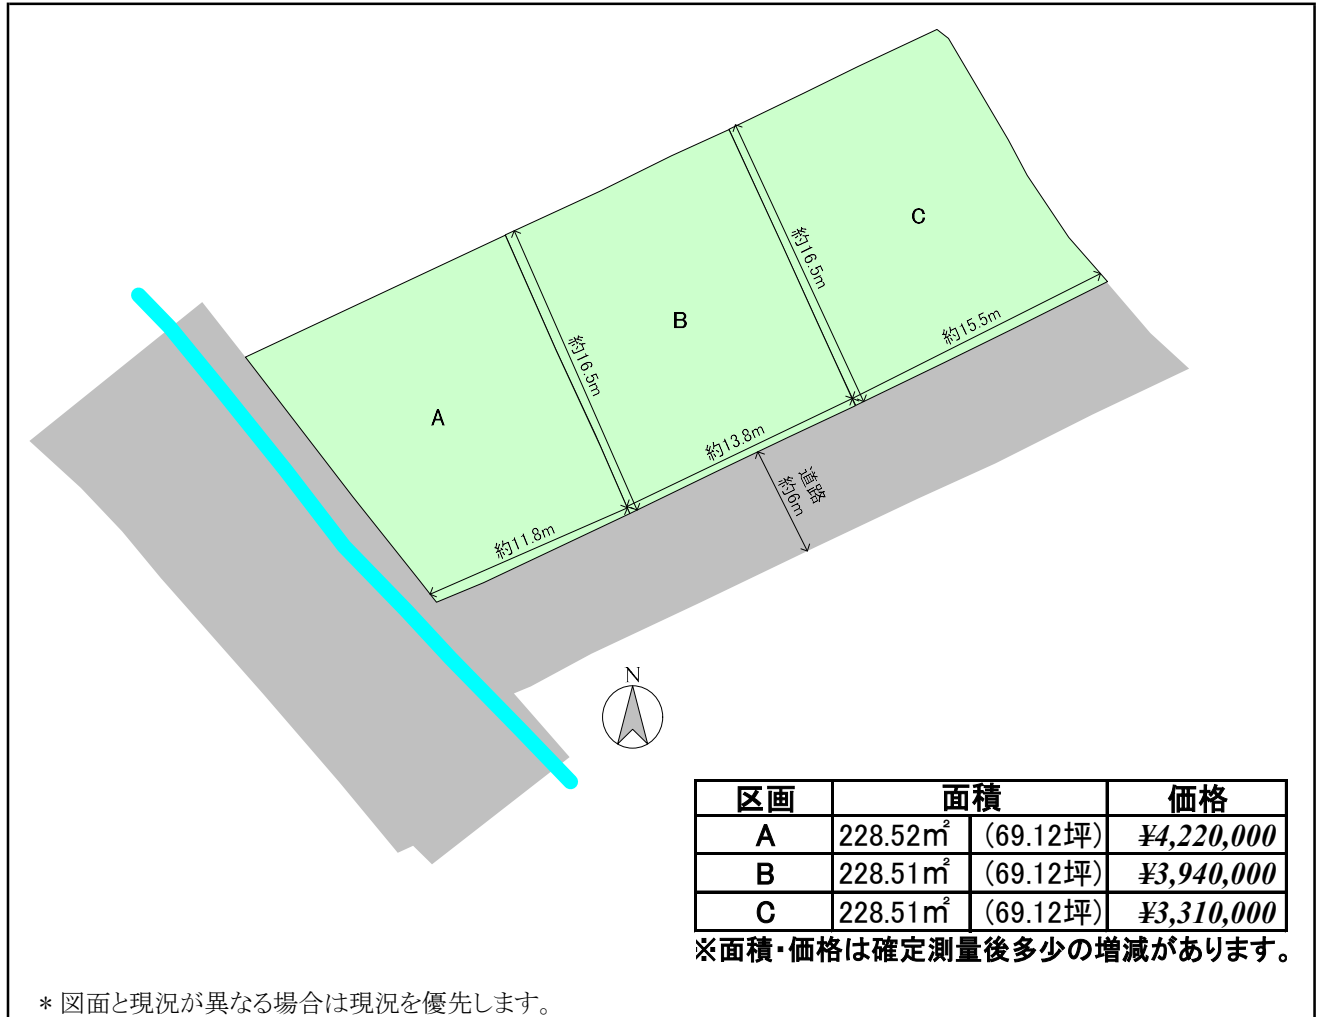 C
約16.5m
B
約15.5m
約16.5m
A
約13.8m
道路
約6m
約11.8m
N
区画 面積 価格
A 228.52㎡ (69.12坪) ¥4,220,000
B 228.51㎡ (69.12坪) ¥3,940,000
C 228.51㎡ (69.12坪) ¥3,310,000
※面積・価格は確定測量後多少の増減があります。
* 図面と現況が異なる場合は現況を優先します。